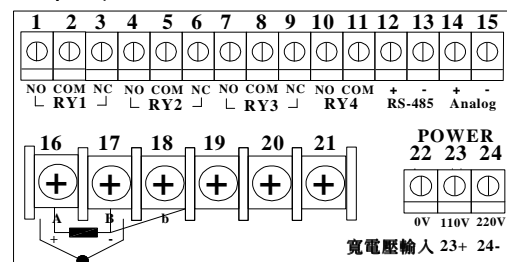 1 2 3 4 5 6 7 8 9 10 11 12 13 14 15
NO COM NC NO COM NC NO COM NC NO COM + - + -
RY1 RY2 RY3 RY4 RS-485 Analog
16 17 18 19 20 21
POWER
22 23 24
A B b
+ -
0V 110V 220V
寬電壓輸入 23+ 24-